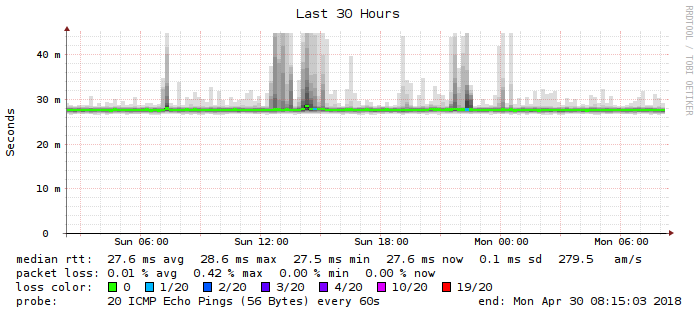 Last 30 Hours
RRDTOOL / TOBI OETIKER
Seconds
40 m
30 m
20 m
10 m
0
Sun 06:00 Sun 12:00 Sun 18:00 Mon 00:00 Mon 06:00
median rtt: 27.6 ms avg 28.6 ms max 27.5 ms min 27.6 ms now 0.1 ms sd 279.5 am/s
packet loss: 0.01 % avg 0.42 % max 0.00 % min 0.00 % now
loss color: 0 1/20 2/20 3/20 4/20 10/20 19/20
probe: 20 ICMP Echo Pings (56 Bytes) every 60s end: Mon Apr 30 08:15:03 2018